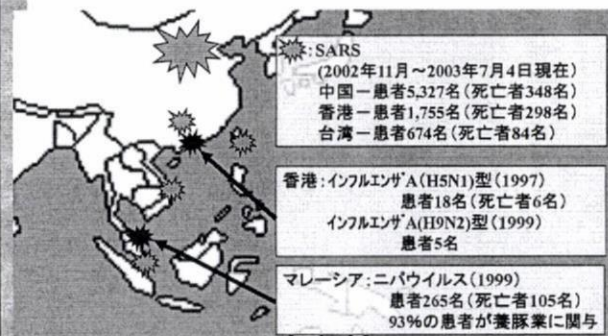 :SARS
(2002年11月～2003年7月4日現在)
中国－患者5,327名(死亡者348名)
香港－患者1,755名(死亡者298名)
台湾－患者674名(死亡者84名)
香港:インフルエンザA(H5N1)型(1997)
患者18名(死亡者6名)
インフルエンザA(H9N2)型(1999)
患者5名
マレーシア:ニパウイルス(1999)
患者265名(死亡者105名)
93%の患者が養豚業に関与